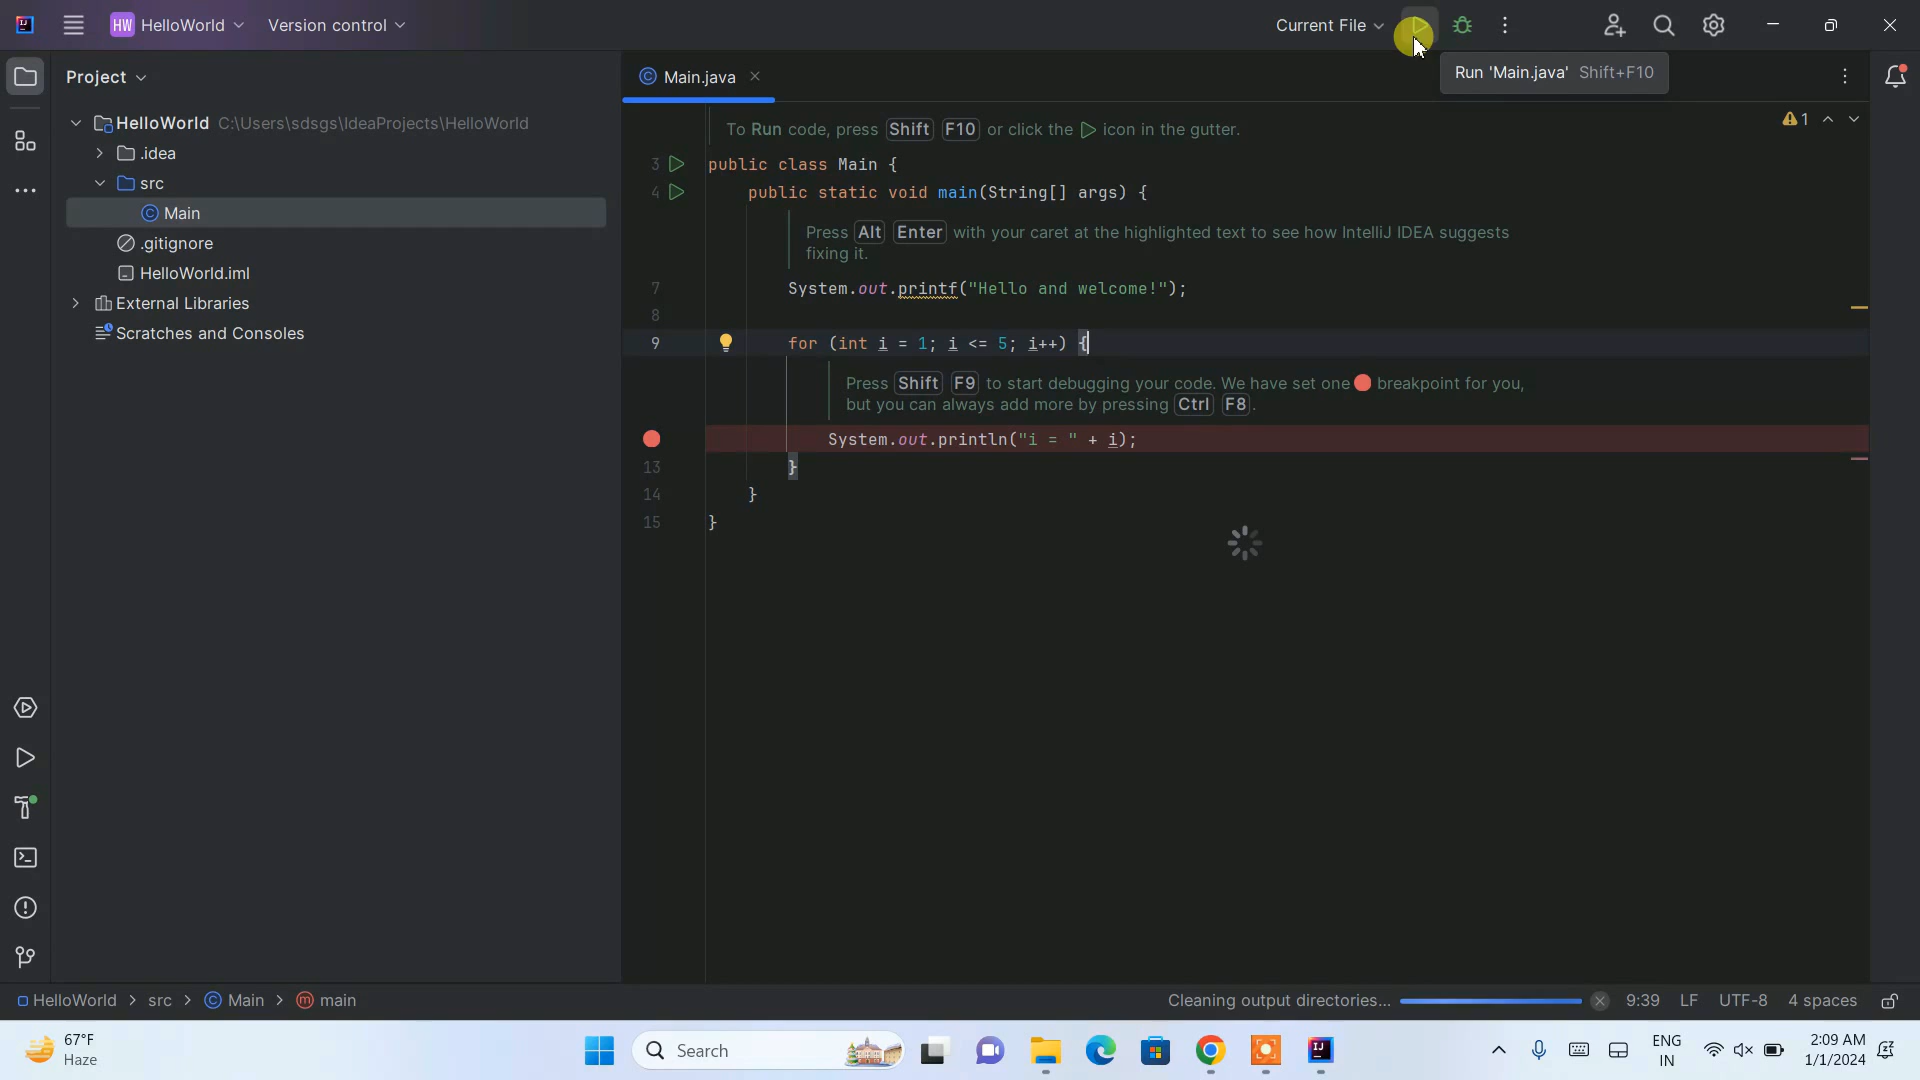 HW HelloWorld Version control
Current File
Run 'Main.java' Shift+F10
Project
Main.java
HelloWorld C:\Users\sdsgs\IdeaProjects\HelloWorld
.idea
src
Main
.gitignore
HelloWorld.iml
External Libraries
Scratches and Consoles
1
To Run code, press Shift F10 or click the icon in the gutter.
3 public class Main {
4 public static void main(String[] args) {
Press Alt Enter with your caret at the highlighted text to see how IntelliJ IDEA suggests
fixing it.
7 System.out.printf("Hello and welcome!");
8
9 for (int i = 1; i <= 5; i++) {
Press Shift F9 to start debugging your code. We have set one breakpoint for you,
but you can always add more by pressing Ctrl F8.
System.out.println("i = " + i);
13 }
14 }
15 }
HelloWorld > src > Main > m main
Cleaning output directories... 9:39 LF UTF-8 4 spaces
67°F
Haze
Search
IJ
ENG
IN
2:09 AM
1/1/2024